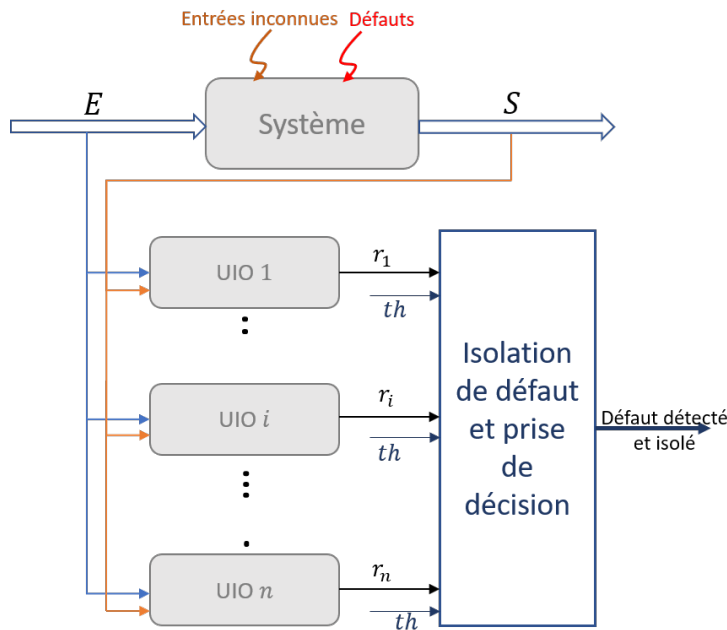 Entrées inconnues
Défauts
E
S
Système
UIO 1
r₁
th
UIO i
rᵢ
th
UIO n
rₙ
th
Isolation
de défaut
et prise
de
décision
Défaut détecté
et isolé